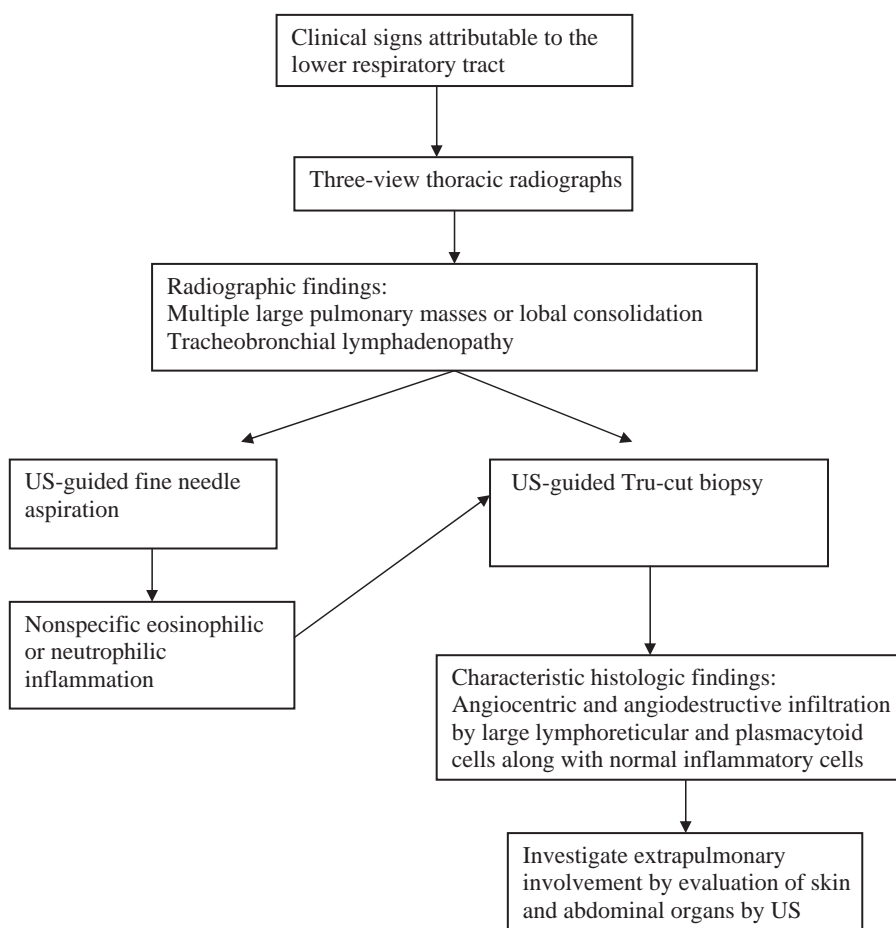 Clinical signs attributable to the
lower respiratory tract
Three-view thoracic radiographs
Radiographic findings:
Multiple large pulmonary masses or lobal consolidation
Tracheobronchial lymphadenopathy
US-guided fine needle
aspiration
US-guided Tru-cut biopsy
Nonspecific eosinophilic
or neutrophilic
inflammation
Characteristic histologic findings:
Angiocentric and angiodestructive infiltration
by large lymphoreticular and plasmacytoid
cells along with normal inflammatory cells
Investigate extrapulmonary
involvement by evaluation of skin
and abdominal organs by US